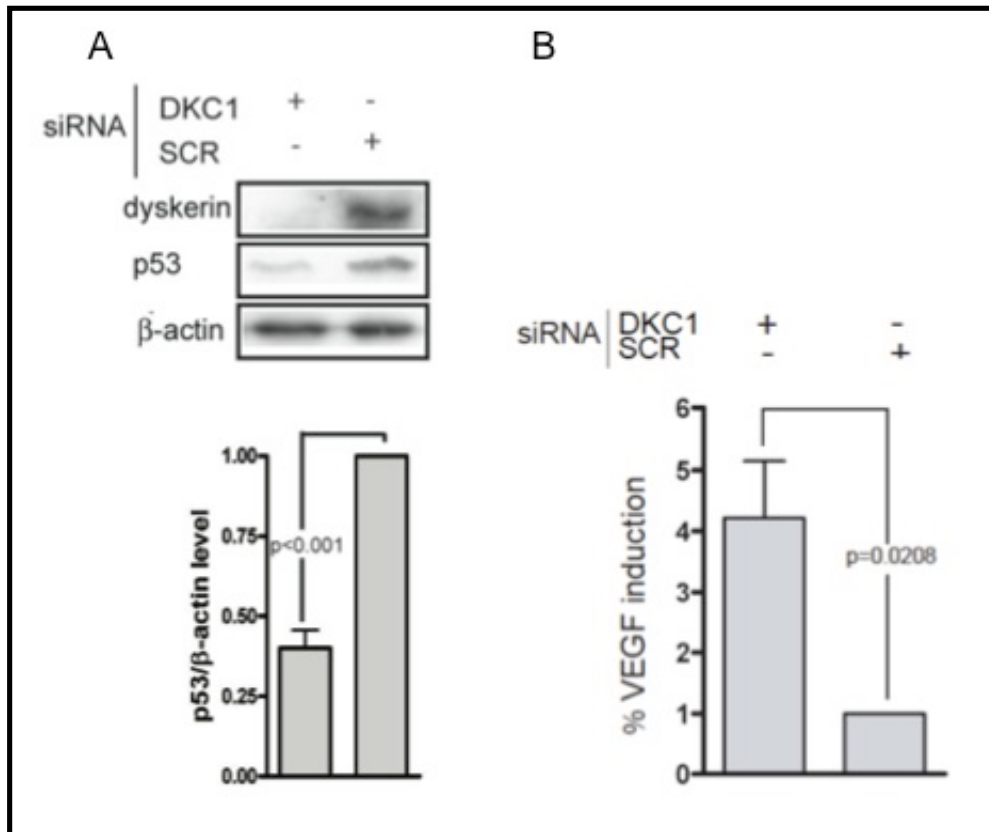 A
siRNA DKC1 + -
SCR - +
dyskerin
p53
β-actin
1.00
0.75
0.50
0.25
0.00
p53/β-actin level
p<0.001
B
siRNA DKC1 + -
SCR - +
6
5
4
3
2
1
0
% VEGF induction
p=0.0208